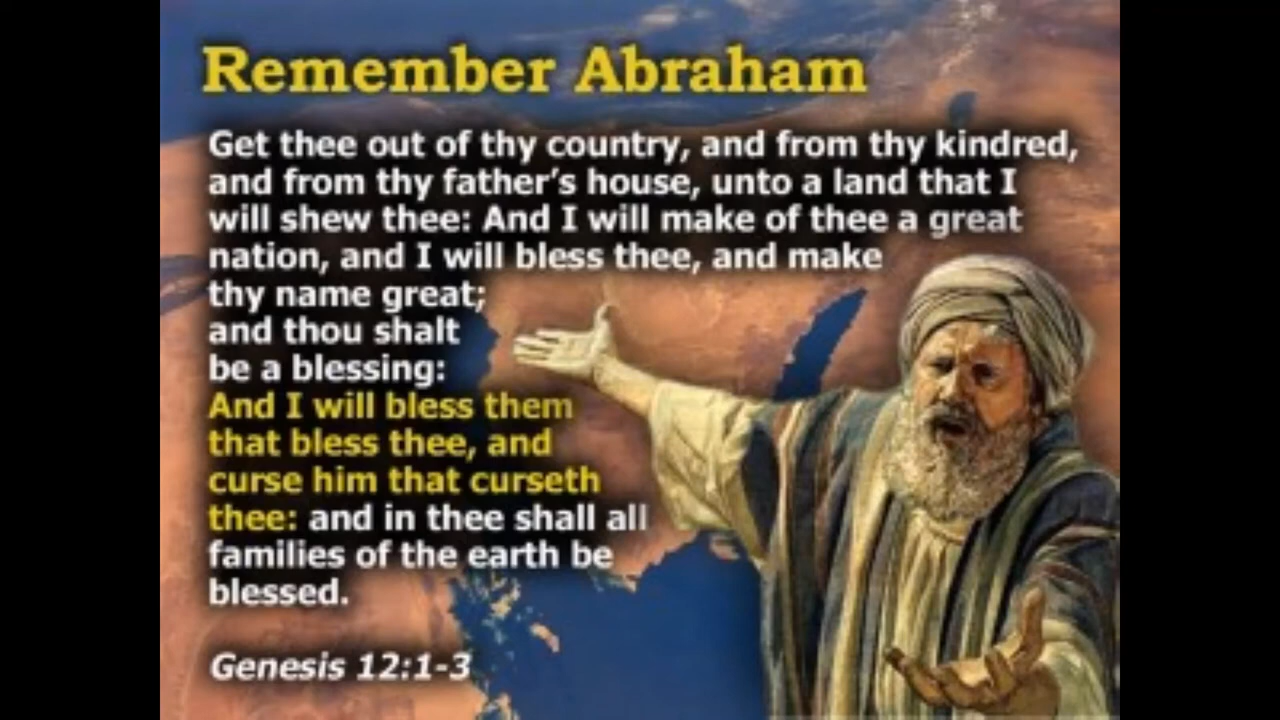 Remember Abraham
Get thee out of thy country, and from thy kindred,
and from thy father's house, unto a land that I
will shew thee: And I will make of thee a great
nation, and I will bless thee, and make
thy name great;
and thou shalt
be a blessing:
And I will bless them
that bless thee, and
curse him that curseth
thee: and in thee shall all
families of the earth be
blessed.
Genesis 12:1-3